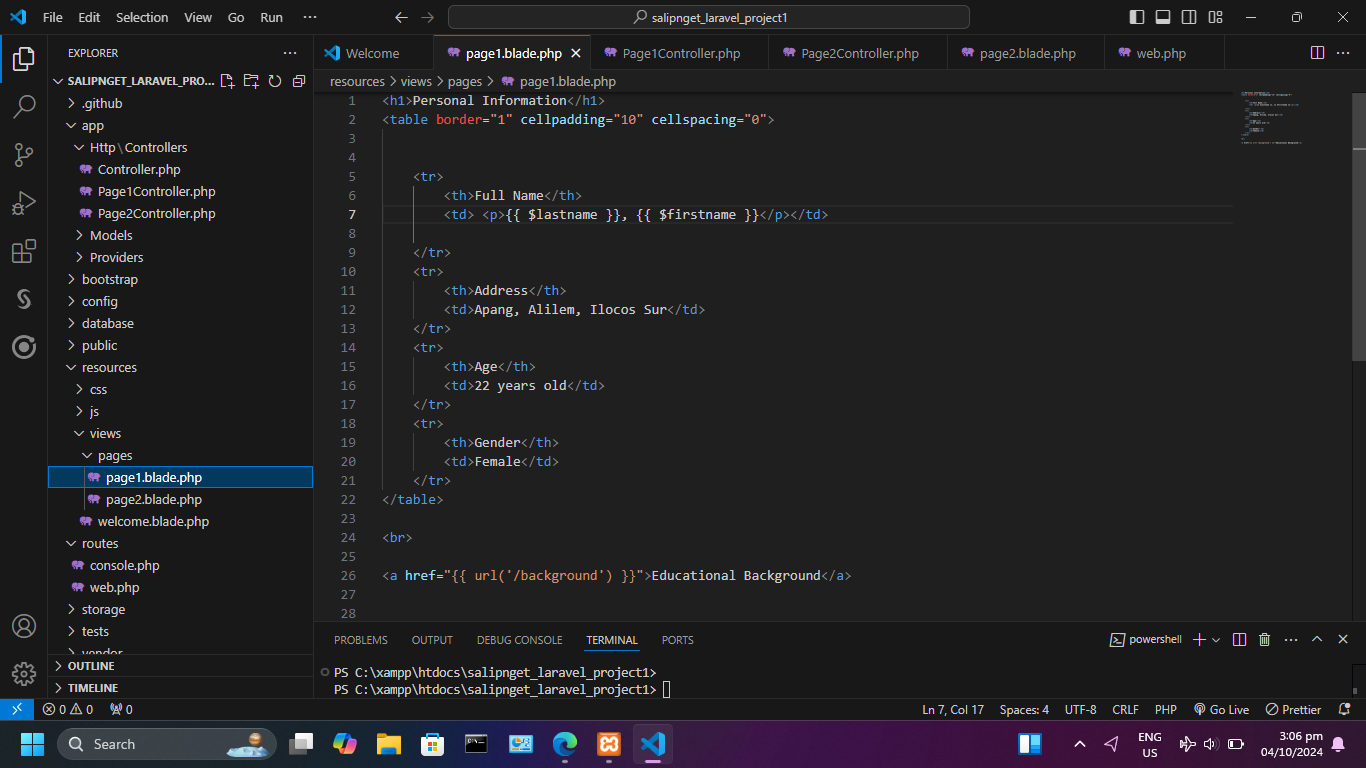 File Edit Selection View Go Run ··· salipnget_laravel_project1
EXPLORER ···
SALIPNGET_LARAVEL_PRO...
.github
app
Http\Controllers
Controller.php
Page1Controller.php
Page2Controller.php
Models
Providers
bootstrap
config
database
public
resources
css
js
views
pages
page1.blade.php
page2.blade.php
welcome.blade.php
routes
console.php
web.php
storage
tests
vendor
OUTLINE
TIMELINE
Welcome page1.blade.php Page1Controller.php Page2Controller.php page2.blade.php web.php ···
resources > views > pages > page1.blade.php
1 <h1>Personal Information</h1>
2 <table border="1" cellpadding="10" cellspacing="0">
3
4
5 <tr>
6 <th>Full Name</th>
7 <td> <p>{{ $lastname }}, {{ $firstname }}</p></td>
8
9 </tr>
10 <tr>
11 <th>Address</th>
12 <td>Apang, Alilem, Ilocos Sur</td>
13 </tr>
14 <tr>
15 <th>Age</th>
16 <td>22 years old</td>
17 </tr>
18 <tr>
19 <th>Gender</th>
20 <td>Female</td>
21 </tr>
22 </table>
23
24 <br>
25
26 <a href="{{ url('/background') }}">Educational Background</a>
27
28
PROBLEMS OUTPUT DEBUG CONSOLE TERMINAL PORTS powershell ···
PS C:\xampp\htdocs\salipnget_laravel_project1>
PS C:\xampp\htdocs\salipnget_laravel_project1>
0 0 0 Ln 7, Col 17 Spaces: 4 UTF-8 CRLF PHP Go Live Prettier
Search
ENG
US
3:06 pm
04/10/2024